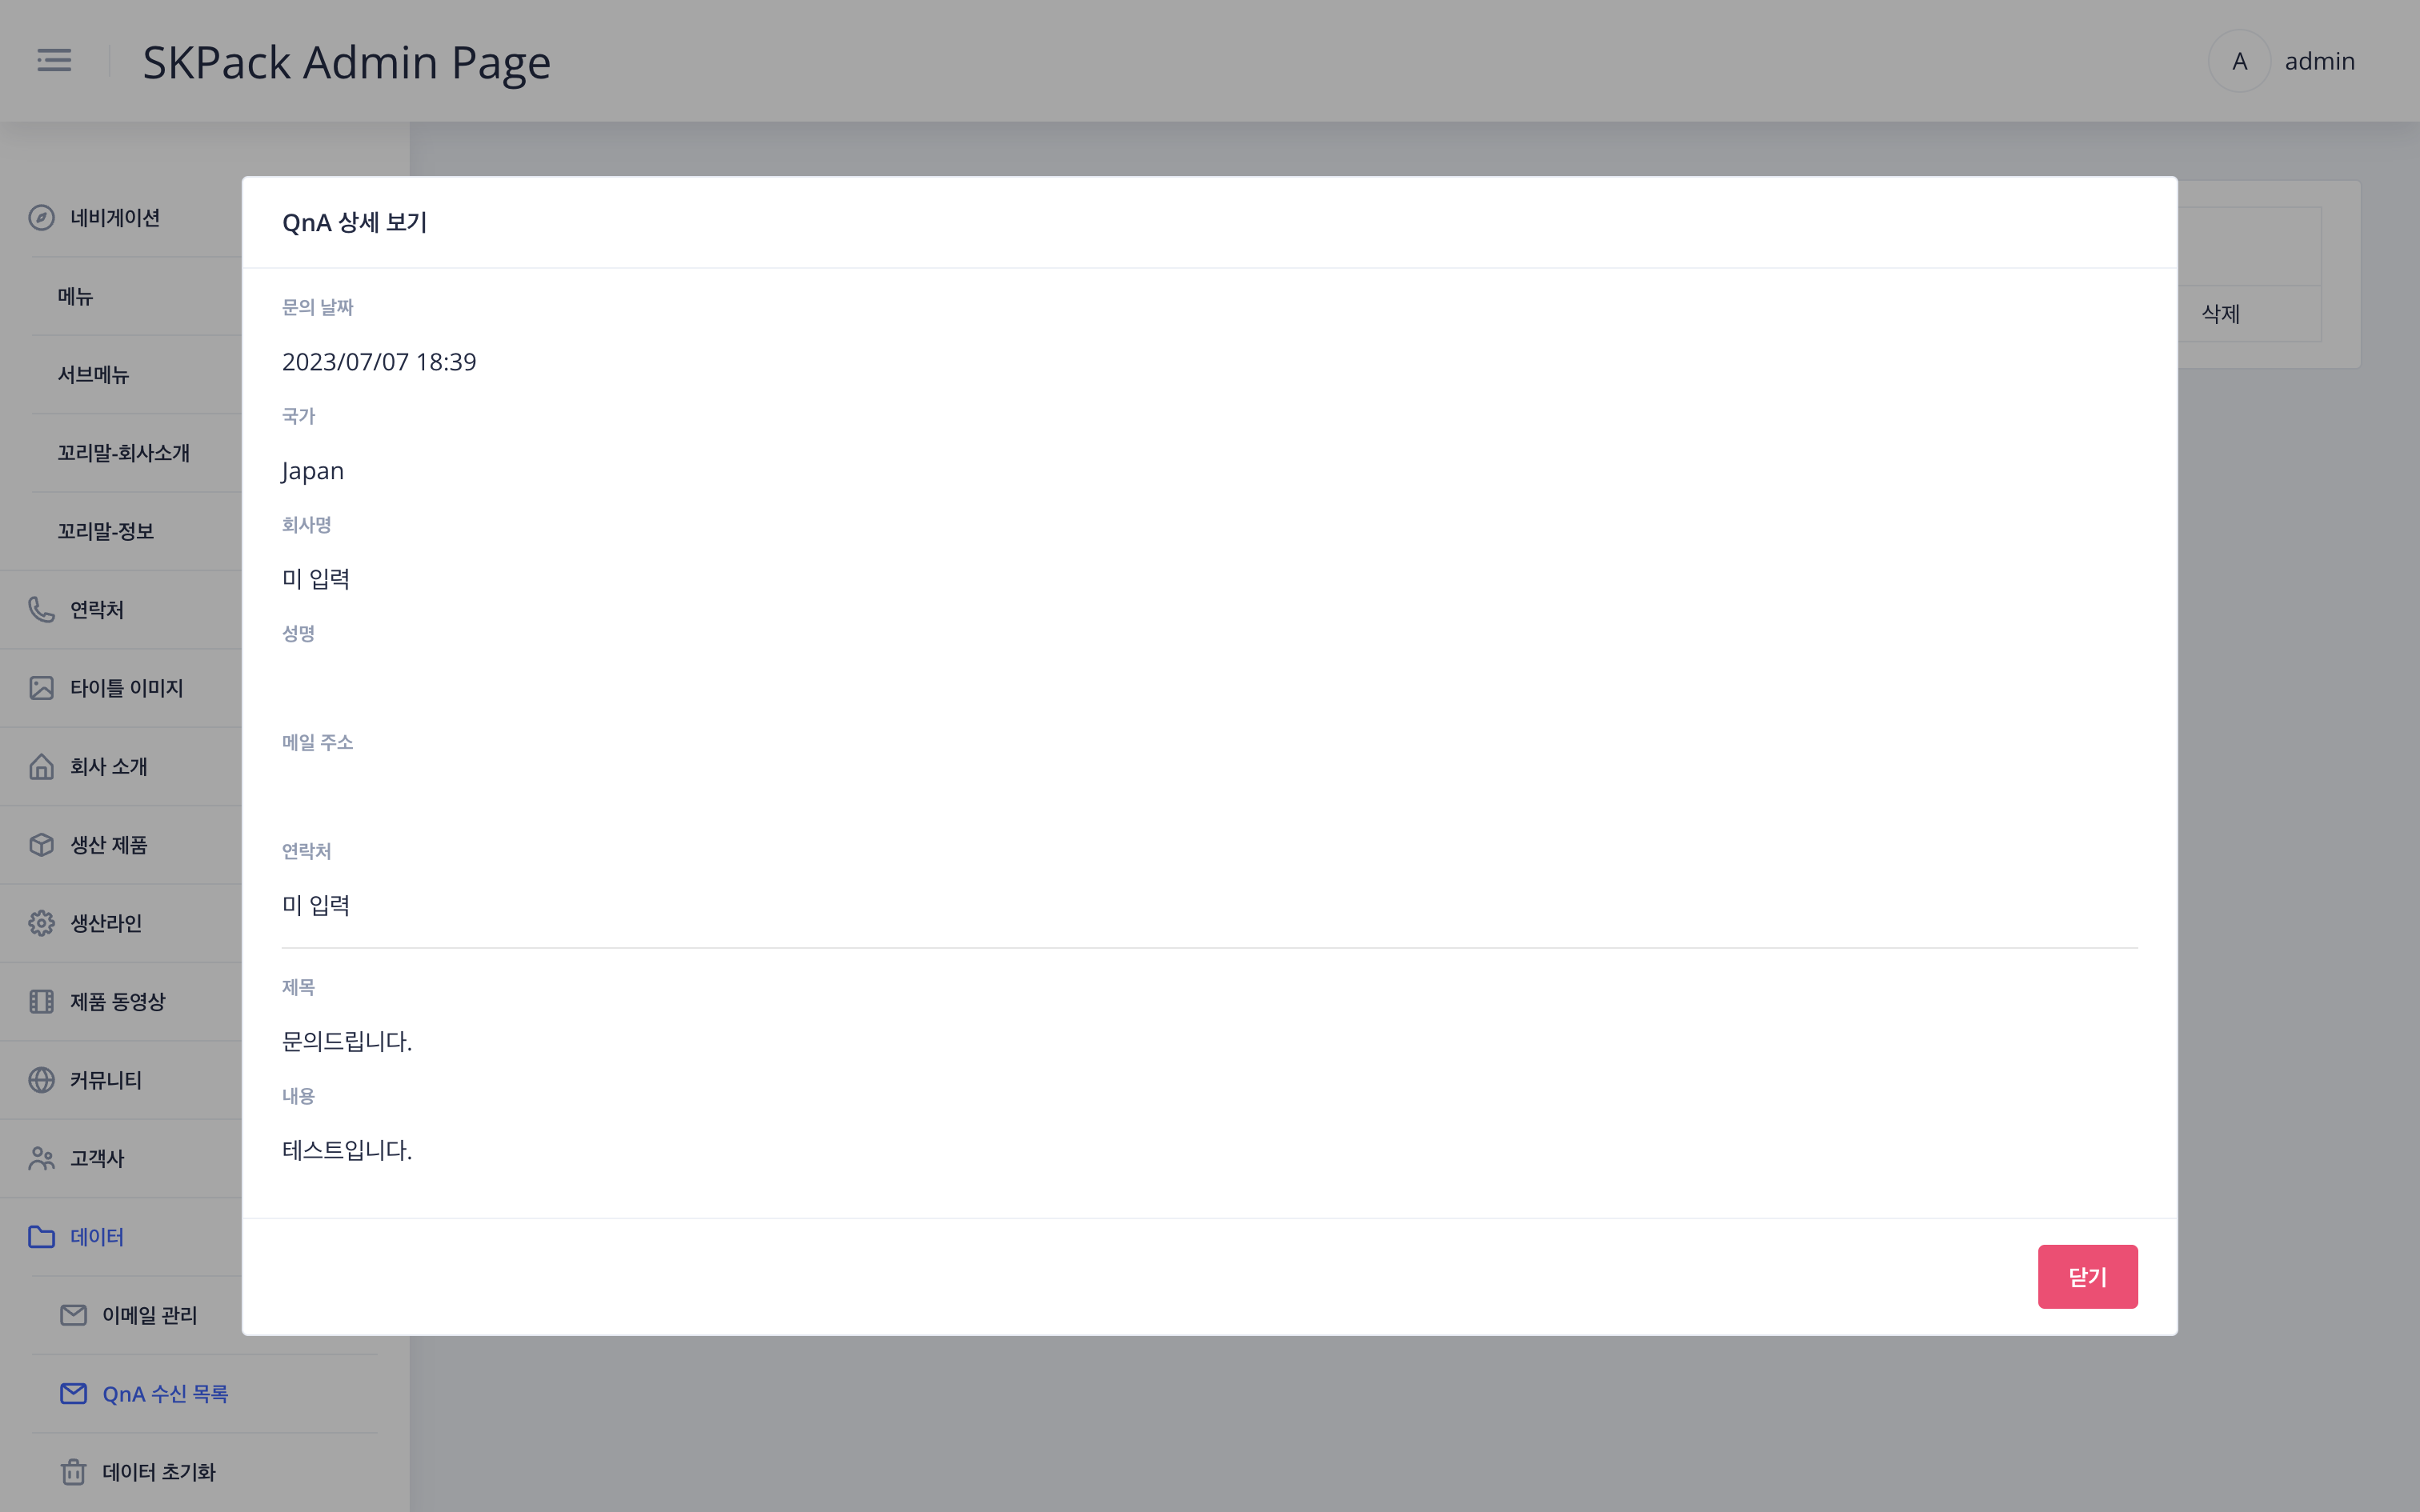 SKPack Admin Page
A admin
네비게이션
메뉴
서브메뉴
꼬리말-회사소개
꼬리말-정보
연락처
타이틀 이미지
회사 소개
생산 제품
생산라인
제품 동영상
커뮤니티
고객사
데이터
이메일 관리
QnA 수신 목록
데이터 초기화
QnA 상세 보기
문의 날짜
2023/07/07 18:39
국가
Japan
회사명
미 입력
성명
메일 주소
연락처
미 입력
제목
문의드립니다.
내용
테스트입니다.
닫기
삭제